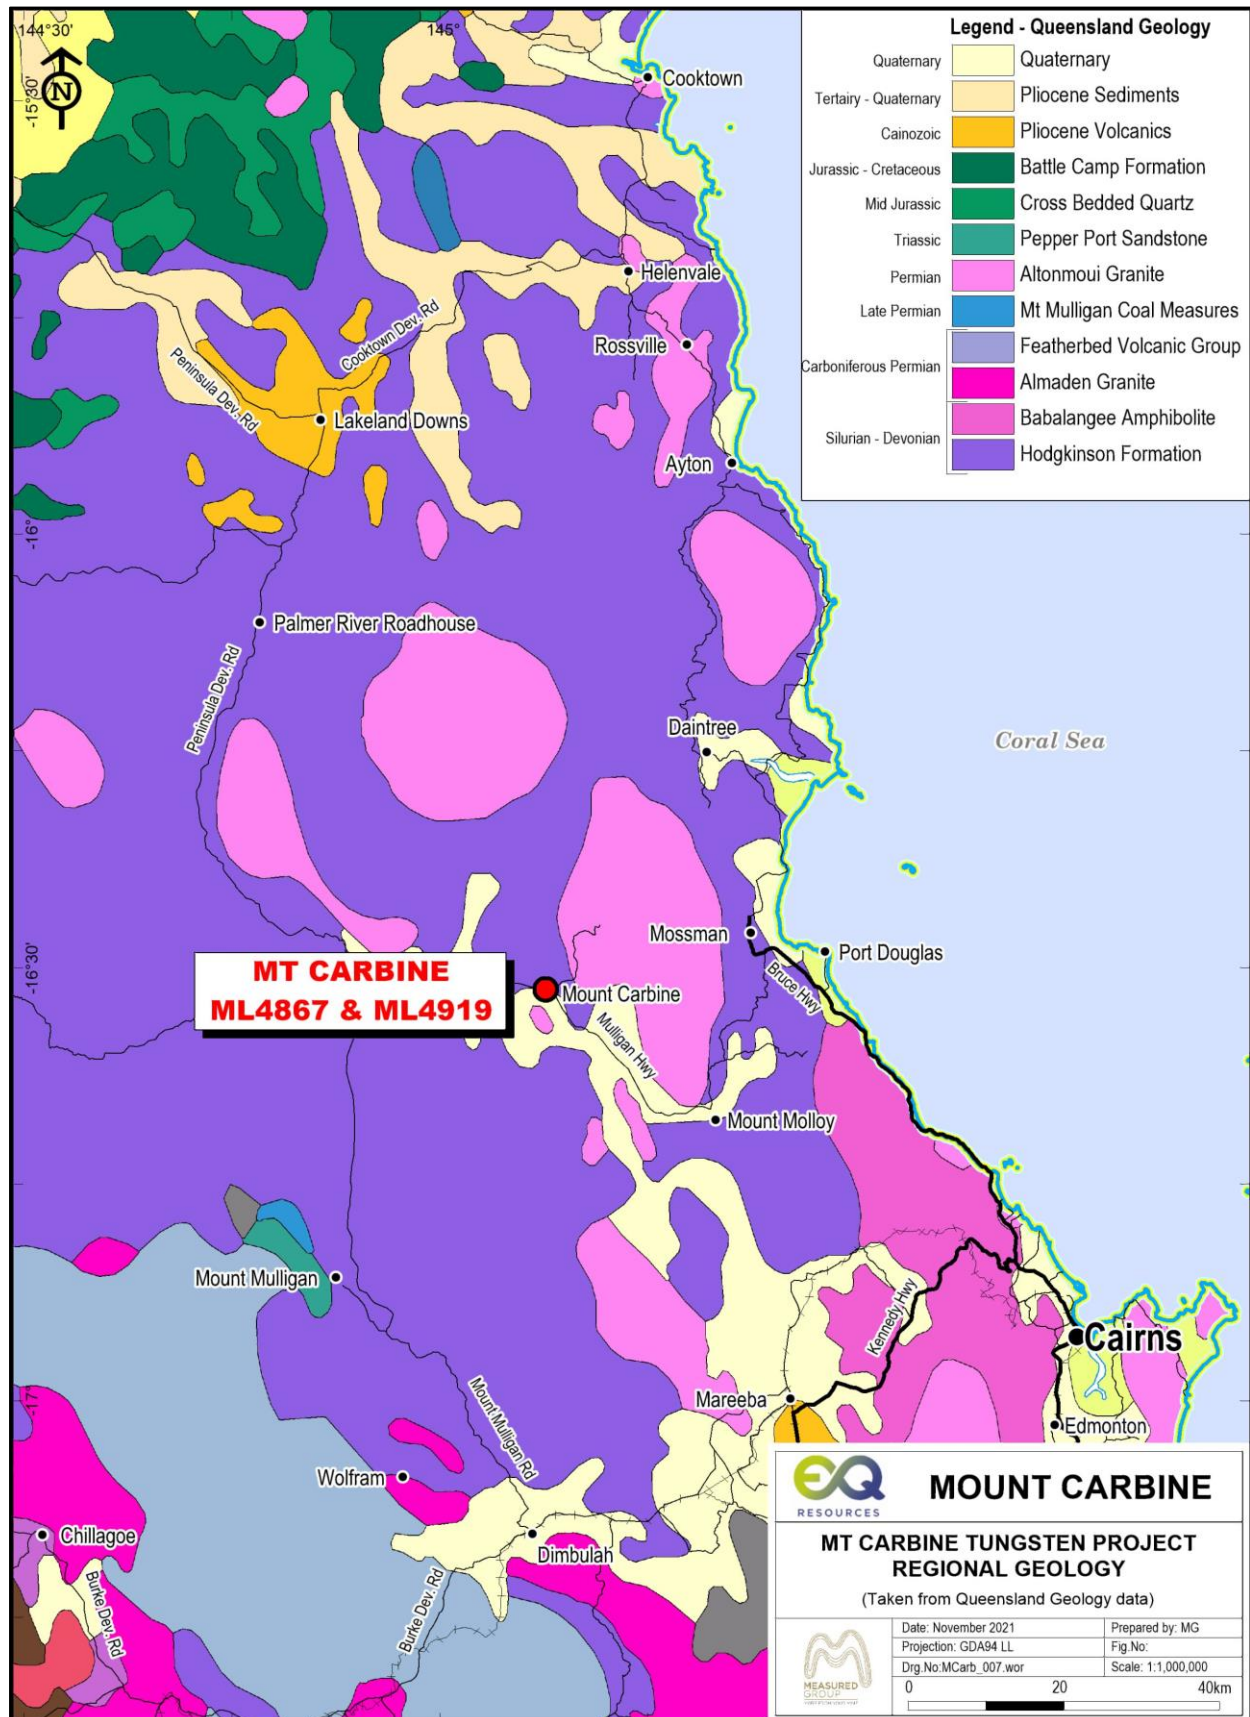 144°30'
145°
-15°30'
N
Cooktown
Helenvale
Rossville
Cooktown Dev. Rd
Peninsula Dev. Rd
Lakeland Downs
Ayton
-16°
Palmer River Roadhouse
Peninsula Dev. Rd
Daintree
Coral Sea
Mossman
Port Douglas
Bruce Hwy
-16°30'
MT CARBINE
ML4867 & ML4919
Mount Carbine
Mulligan Hwy
Mount Molloy
Mount Mulligan
Kennedy Hwy
Cairns
Mareeba
-17°
Edmonton
Mount Mulligan Rd
Wolfram
Chillagoe
Dimbulah
Burke Dev. Rd
Burke Dev. Rd
Legend - Queensland Geology
Quaternary Quaternary
Tertairy - Quaternary Pliocene Sediments
Cainozoic Pliocene Volcanics
Jurassic - Cretaceous Battle Camp Formation
Mid Jurassic Cross Bedded Quartz
Triassic Pepper Port Sandstone
Permian Altonmoui Granite
Late Permian Mt Mulligan Coal Measures
Featherbed Volcanic Group
Carboniferous Permian
Almaden Granite
Babalangee Amphibolite
Silurian - Devonian
Hodgkinson Formation
EQ
RESOURCES
MOUNT CARBINE
MT CARBINE TUNGSTEN PROJECT
REGIONAL GEOLOGY
(Taken from Queensland Geology data)
MEASURED
GROUP
Date: November 2021 Prepared by: MG
Projection: GDA94 LL Fig.No:
Drg.No:MCarb_007.wor Scale: 1:1,000,000
0 20 40km